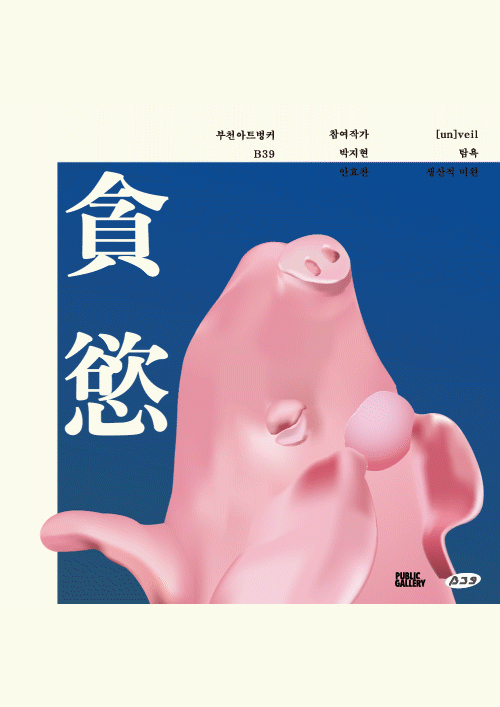 부천아트벙커
B39
참여작가
박지현
안효찬
[un]veil
탐욕
생산적 미완
貪
慾
PUBLIC
GALLERY
B39